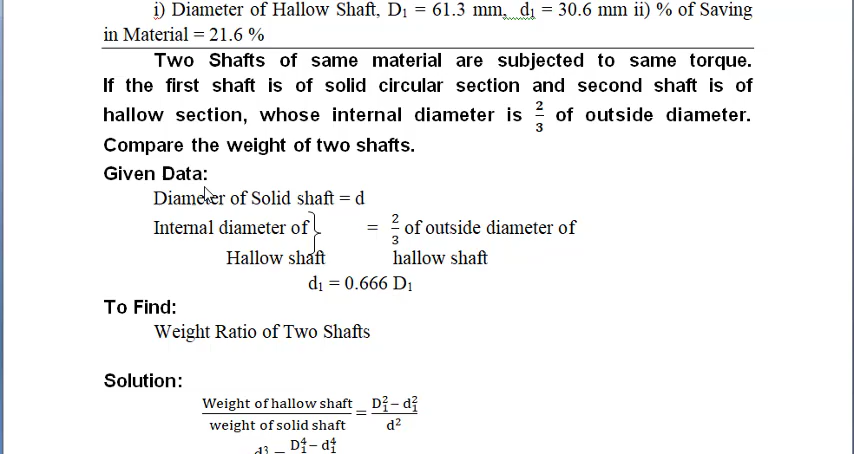 i) Diameter of Hallow Shaft, D₁ = 61.3 mm, d₁ = 30.6 mm ii) % of Saving
in Material = 21.6 %
Two Shafts of same material are subjected to same torque.
If the first shaft is of solid circular section and second shaft is of
hallow section, whose internal diameter is 2/3 of outside diameter.
Compare the weight of two shafts.
Given Data:
Diameter of Solid shaft = d
Internal diameter of } = 2/3 of outside diameter of
Hallow shaft hallow shaft
d₁ = 0.666 D₁
To Find:
Weight Ratio of Two Shafts
Solution:
Weight of hallow shaft / weight of solid shaft = D₁² − d₁² / d²
d³ = D₁⁴ − d₁⁴